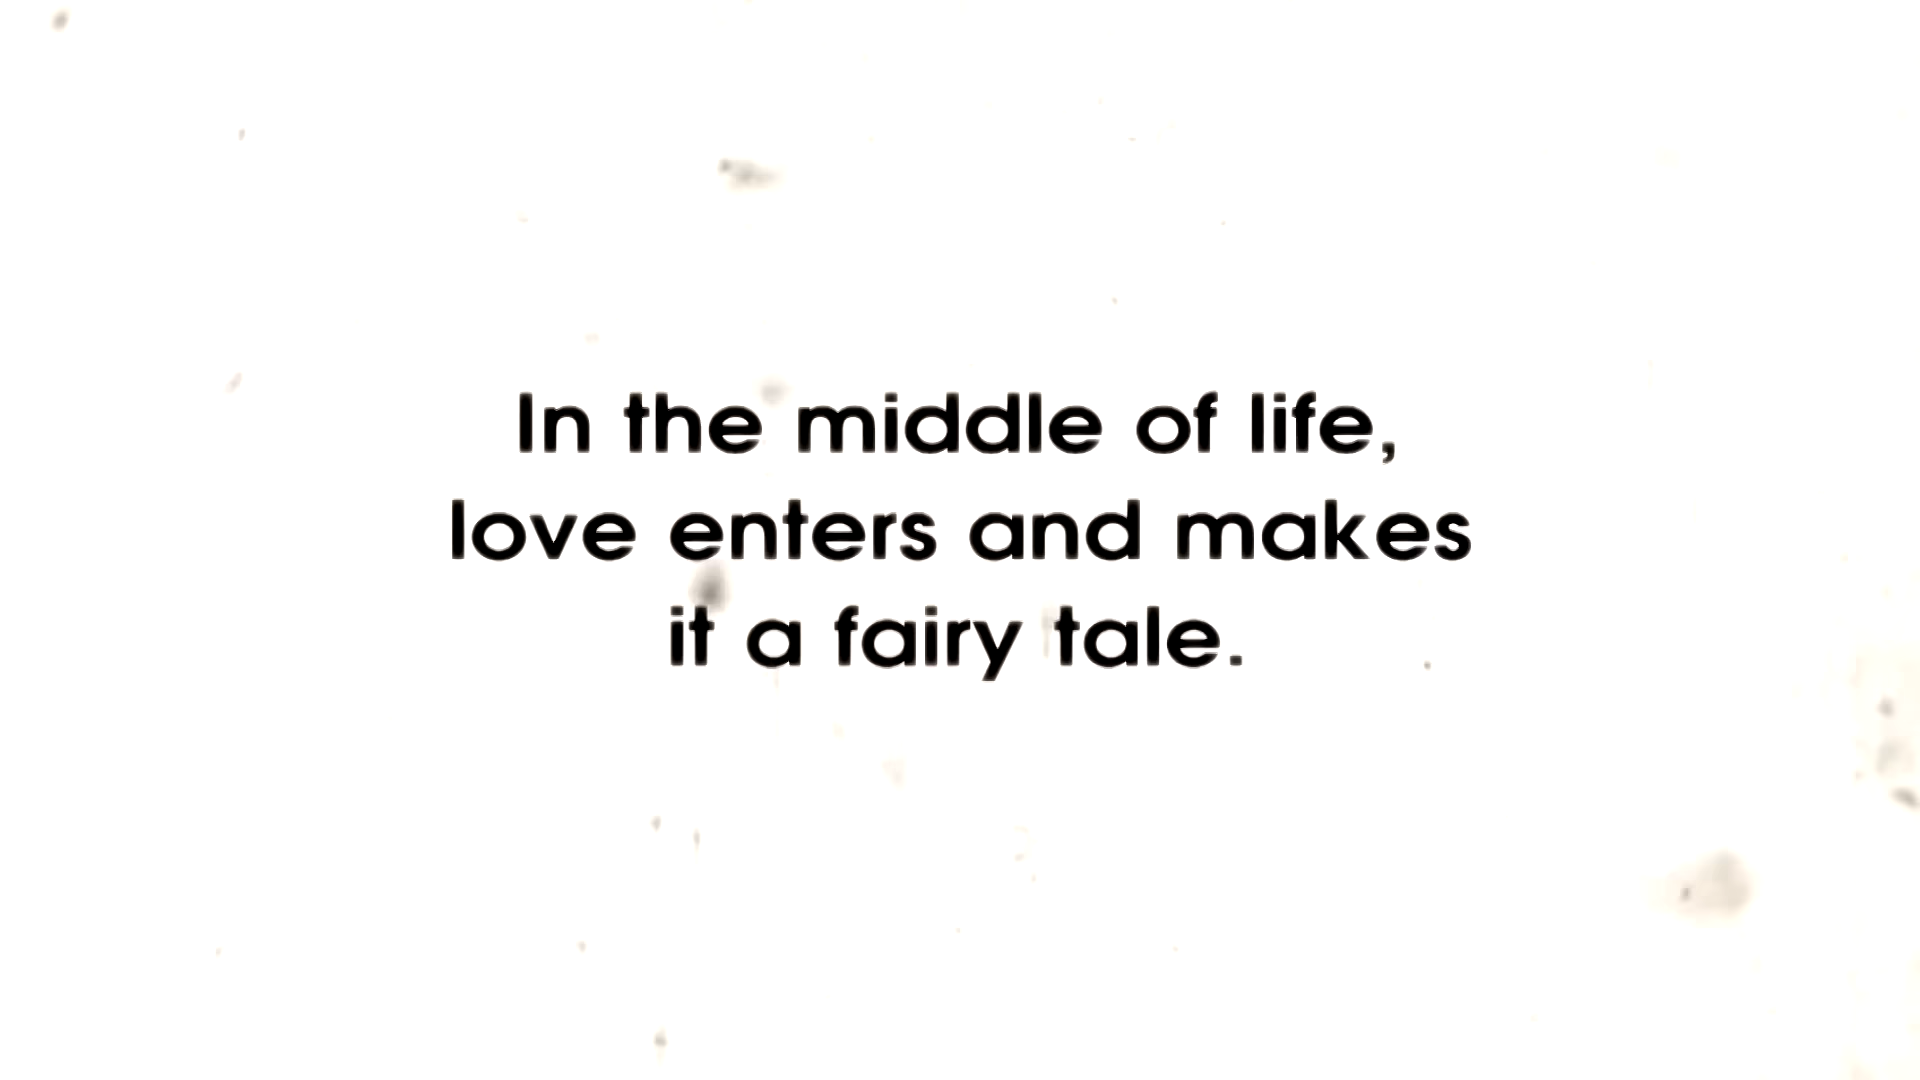 In the middle of life,
love enters and makes
it a fairy tale.